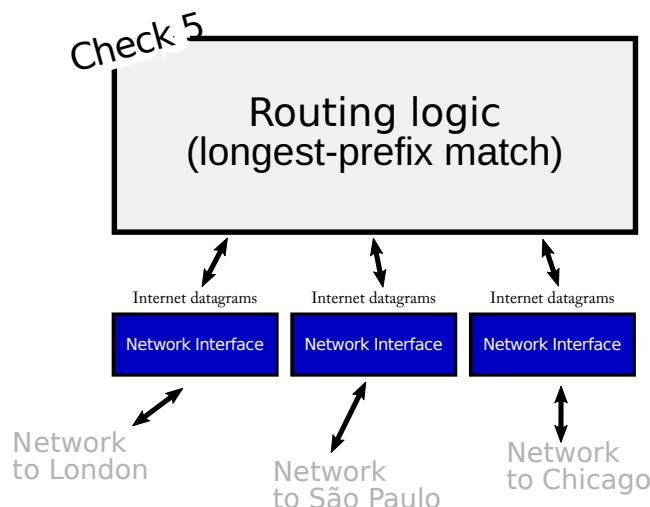 Check 5
Routing logic
(longest-prefix match)
Internet datagrams
Internet datagrams
Internet datagrams
Network Interface
Network Interface
Network Interface
Network
to London
Network
to São Paulo
Network
to Chicago